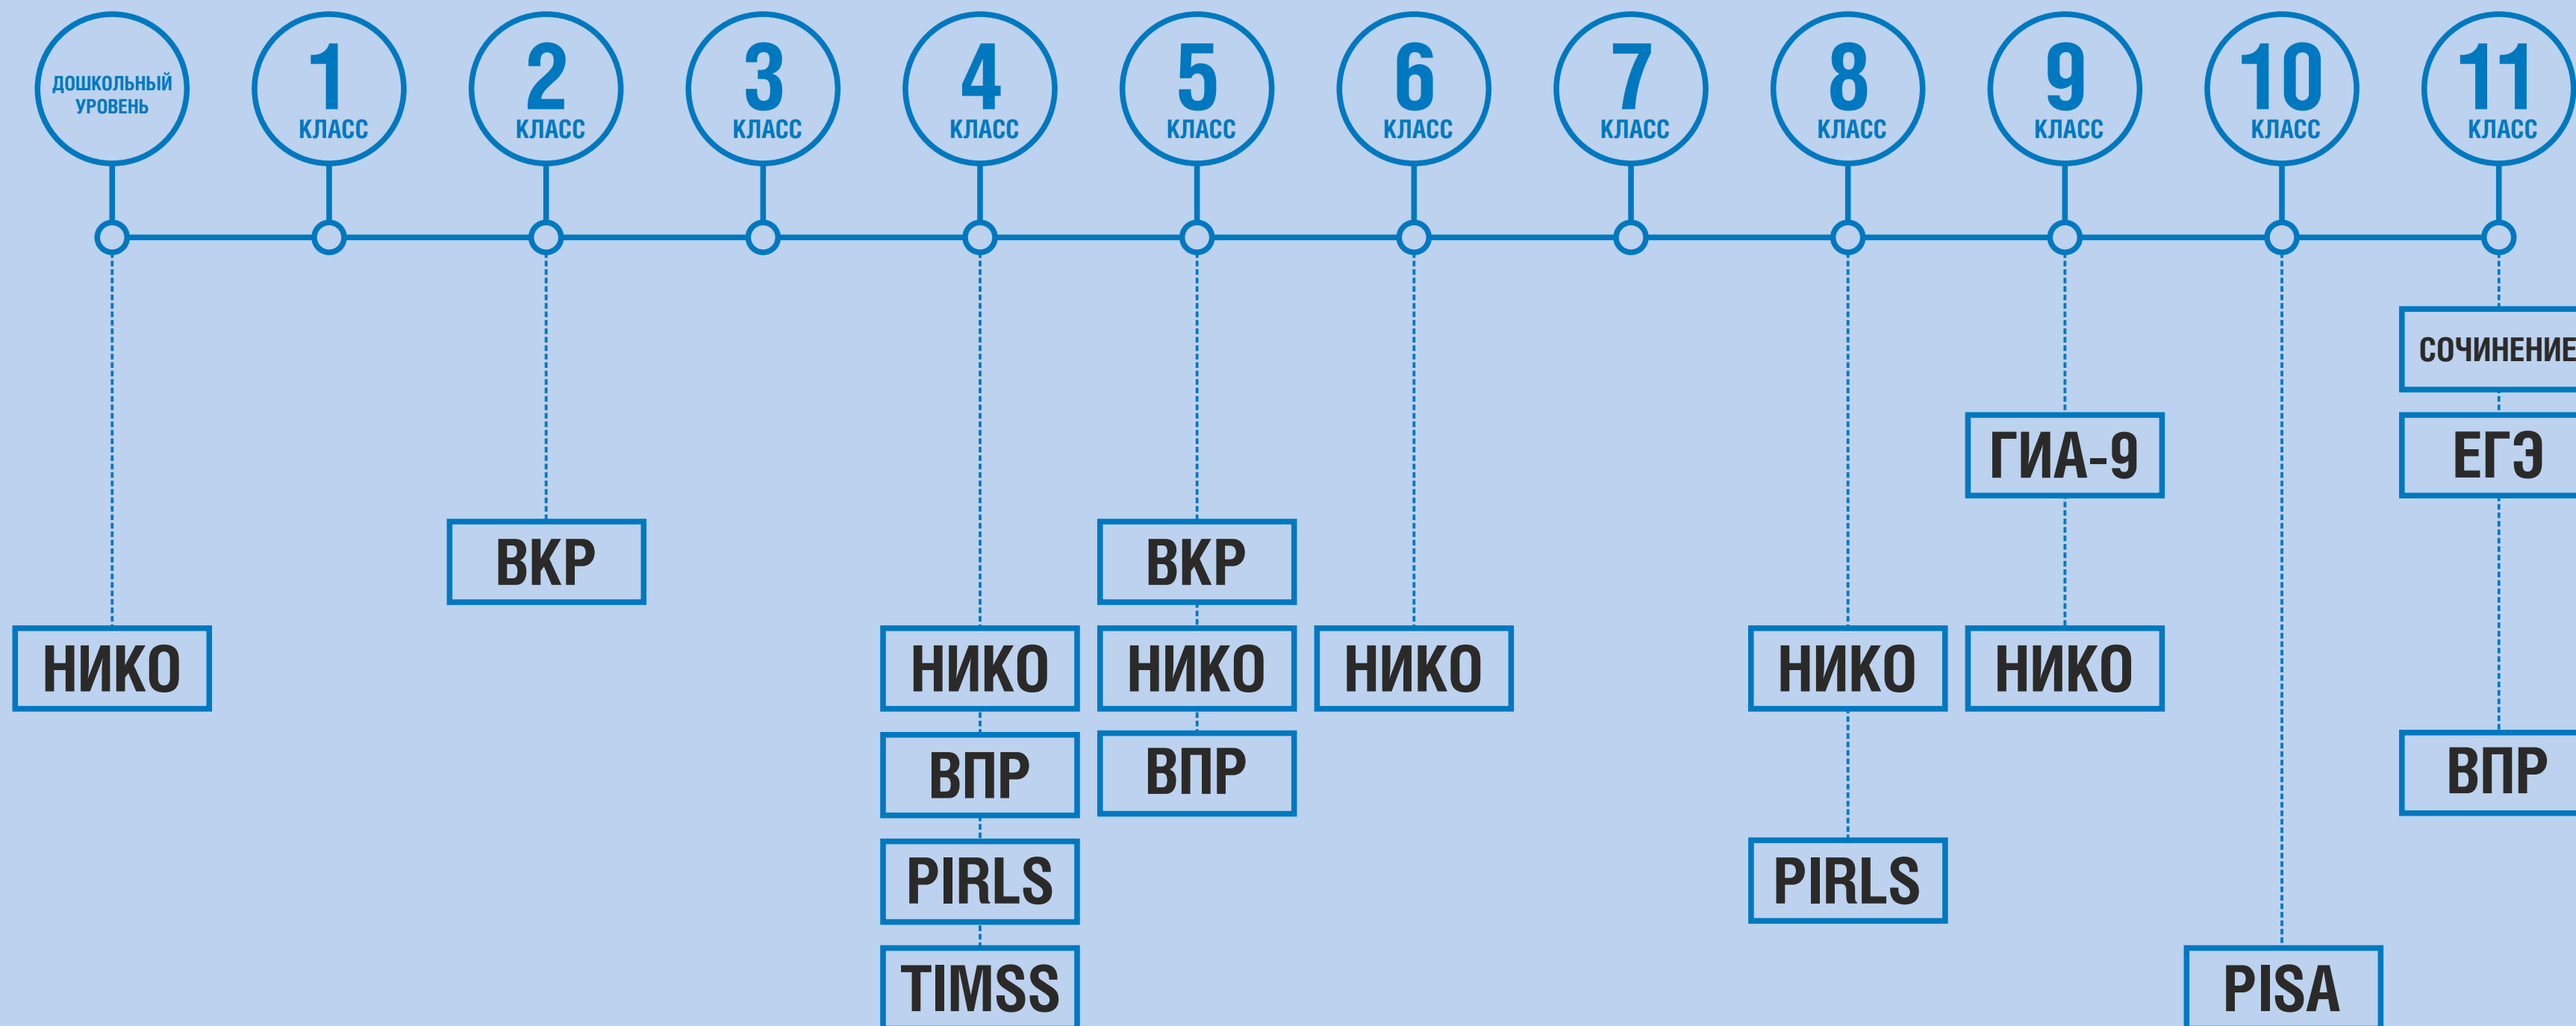 ДОШКОЛЬНЫЙ
УРОВЕНЬ
1
КЛАСС
2
КЛАСС
3
КЛАСС
4
КЛАСС
5
КЛАСС
6
КЛАСС
7
КЛАСС
8
КЛАСС
9
КЛАСС
10
КЛАСС
11
КЛАСС
СОЧИНЕНИЕ
ГИА-9
ЕГЭ
ВКР
ВКР
НИКО
НИКО
НИКО
НИКО
НИКО
НИКО
ВПР
ВПР
ВПР
PIRLS
PIRLS
TIMSS
PISA